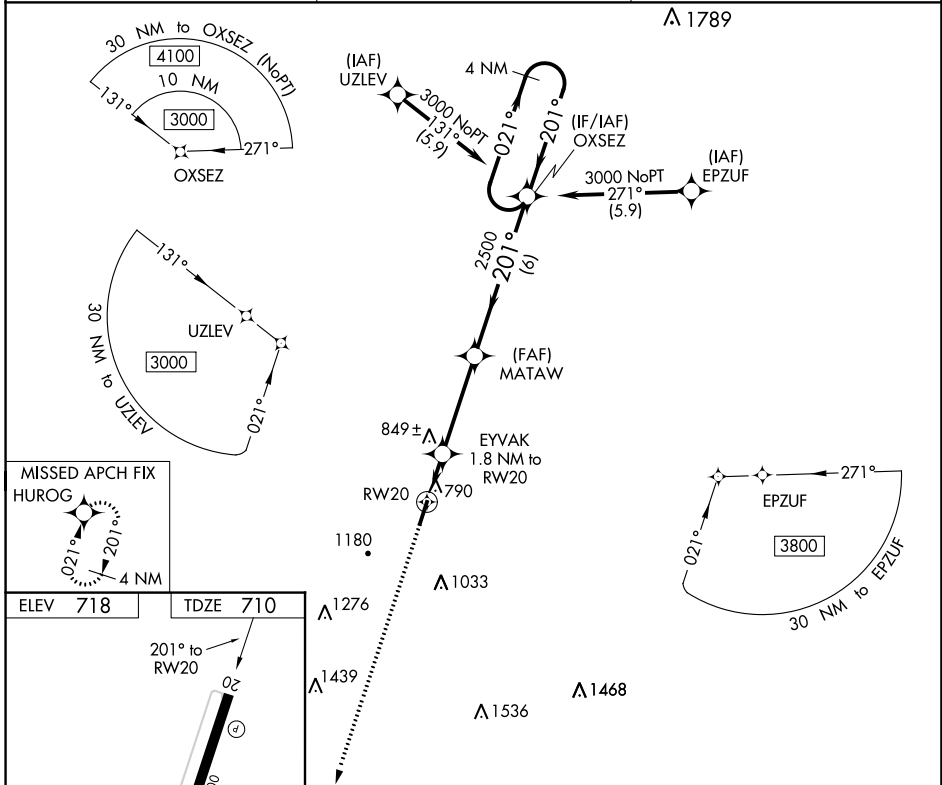 1789
30 NM to OXSEZ (NoPT)
4100
10 NM
3000
131°
271°
OXSEZ
(IAF)
UZLEV
3000 NoPT
131°
(5.9)
4 NM
021°
201°
(IF/IAF)
OXSEZ
(IAF)
EPZUF
3000 NoPT
271°
(5.9)
2500
201°
(6)
131°
UZLEV
3000
30 NM to UZLEV
021°
(FAF)
MATAW
849±
EYVAK
1.8 NM to
RW20
RW20
790
1180
1033
1276
1439
1536
1468
271°
EPZUF
021°
3800
30 NM to EPZUF
MISSED APCH FIX
HUROG
021°
201°
4 NM
ELEV 718
TDZE 710
201° to
RW20
20
P